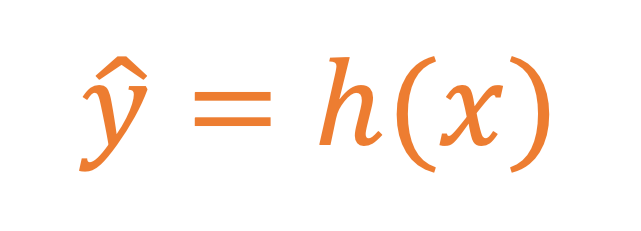 ŷ = h(x)